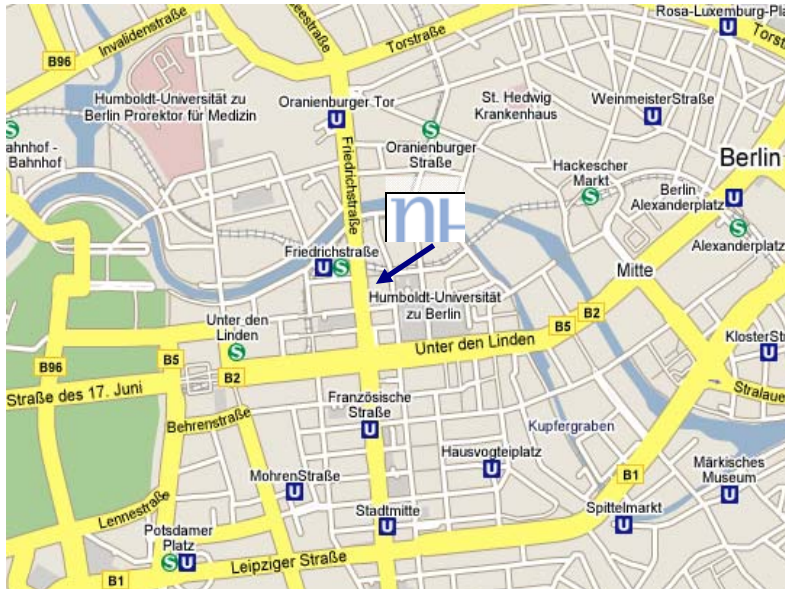 Rosa-Luxemburg-Pla
Invalidenstraße
eestraße
Torstraße
Torst
B96
Humboldt-Universität zu
Berlin Prorektor für Medizin
Oranienburger Tor
U
St. Hedwig
Krankenhaus
WeinmeisterStraße
U
U
S
ahnhof -
Bahnhof
S
Oranienburger
Straße
Friedrichstraße
Hackescher
Markt
S
Berlin
Berlin
Alexanderplatz
U
nH
S
Alexanderplatz
Friedrichstraße
U S
Mitte
Humboldt-Universität
zu Berlin
Unter den
Linden
S
B2
B5
Unter den Linden
KlosterStr
U
B96
B5
B2
Straße des 17. Juni
Stralaue
Französische
Straße
U
Behrenstraße
Kupfergraben
Hausvogteiplatz
U
MohrenStraße
U
B1
Märkisches
Museum
U
Lennestraße
Stadtmitte
U
Spittelmarkt
U
Potsdamer
Platz
S U
Leipziger Straße
B1